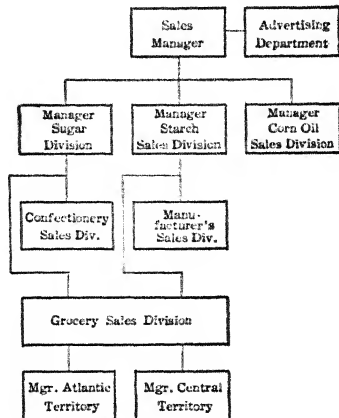 Sales
Manager
Advertising
Department
Manager
Sugar
Division
Manager
Starch
Sales Division
Manager
Corn Oil
Sales Division
Confectionery
Sales Div.
Manu-
facturer's
Sales Div.
Grocery Sales Division
Mgr. Atlantic
Territory
Mgr. Central
Territory